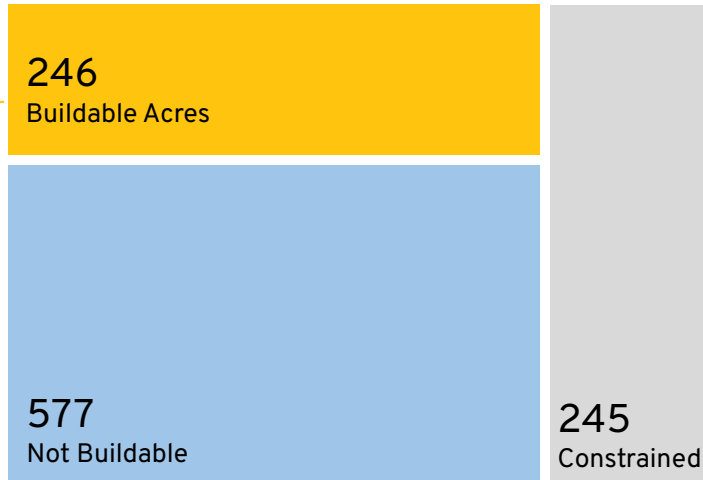 246
Buildable Acres
577
Not Buildable
245
Constrained